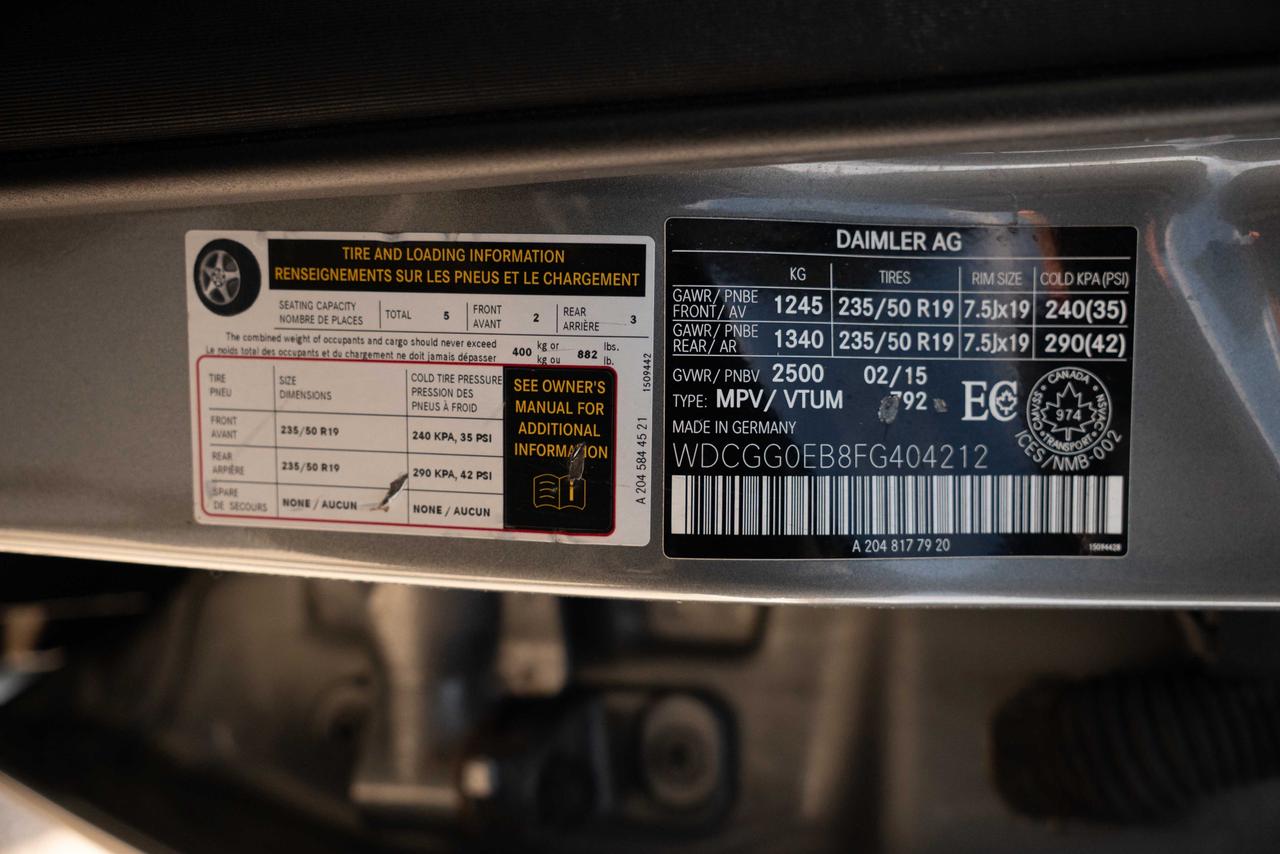 TIRE AND LOADING INFORMATION
RENSEIGNEMENTS SUR LES PNEUS ET LE CHARGEMENT
SEATING CAPACITY
NOMBRE DE PLACES
TOTAL 5
FRONT
AVANT
2
REAR
ARRIÈRE
3
The combined weight of occupants and cargo should never exceed
Le poids total des occupants et du chargement ne doit jamais dépasser
400
kg or
kg ou
882
lbs.
lb.
TIRE
PNEU
SIZE
DIMENSIONS
COLD TIRE PRESSURE
PRESSION DES
PNEUS À FROID
FRONT
AVANT
235/50 R19
240 KPA, 35 PSI
REAR
ARRIÈRE
235/50 R19
290 KPA, 42 PSI
SPARE
DE SECOURS
NONE / AUCUN
NONE / AUCUN
SEE OWNER'S
MANUAL FOR
ADDITIONAL
INFORMATION
A 204 584 45 21
1509442
DAIMLER AG
KG TIRES RIM SIZE COLD KPA(PSI)
GAWR/ PNBE
FRONT/ AV
1245 235/50 R19 7.5Jx19 240(35)
GAWR/ PNBE
REAR/ AR
1340 235/50 R19 7.5Jx19 290(42)
GVWR/ PNBV 2500 02/15
TYPE: MPV/ VTUM 792
EC
CANADA
974
TRANSPORT
CMVSS
NSVAC
ICES/NMB-002
MADE IN GERMANY
WDCGG0EB8FG404212
A 204 817 79 20
1509442B